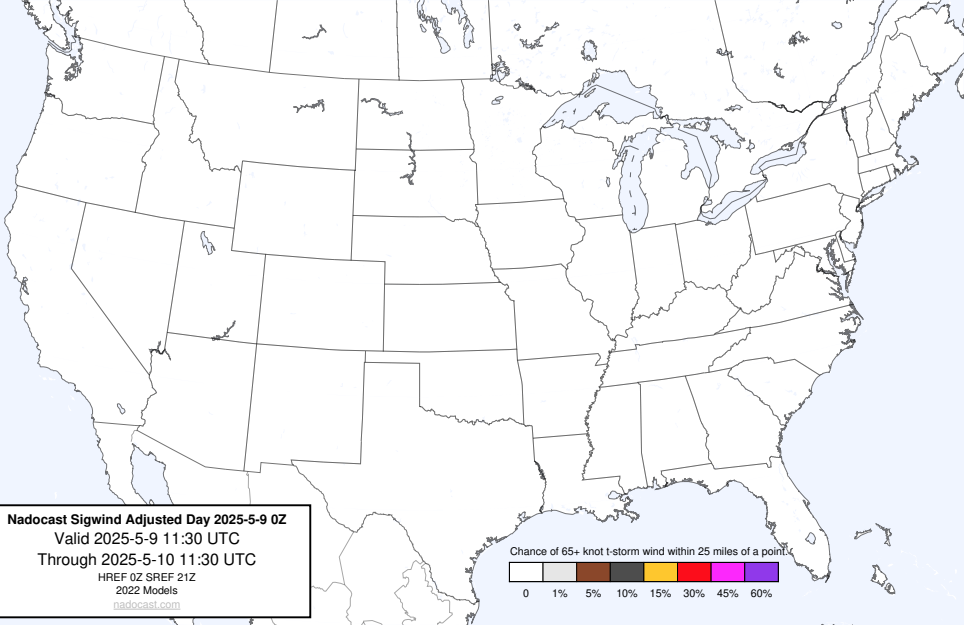 Nadocast Sigwind Adjusted Day 2025-5-9 0Z
Valid 2025-5-9 11:30 UTC
Through 2025-5-10 11:30 UTC
HREF 0Z SREF 21Z
2022 Models
nadocast.com
Chance of 65+ knot t-storm wind within 25 miles of a point.
0 1% 5% 10% 15% 30% 45% 60%